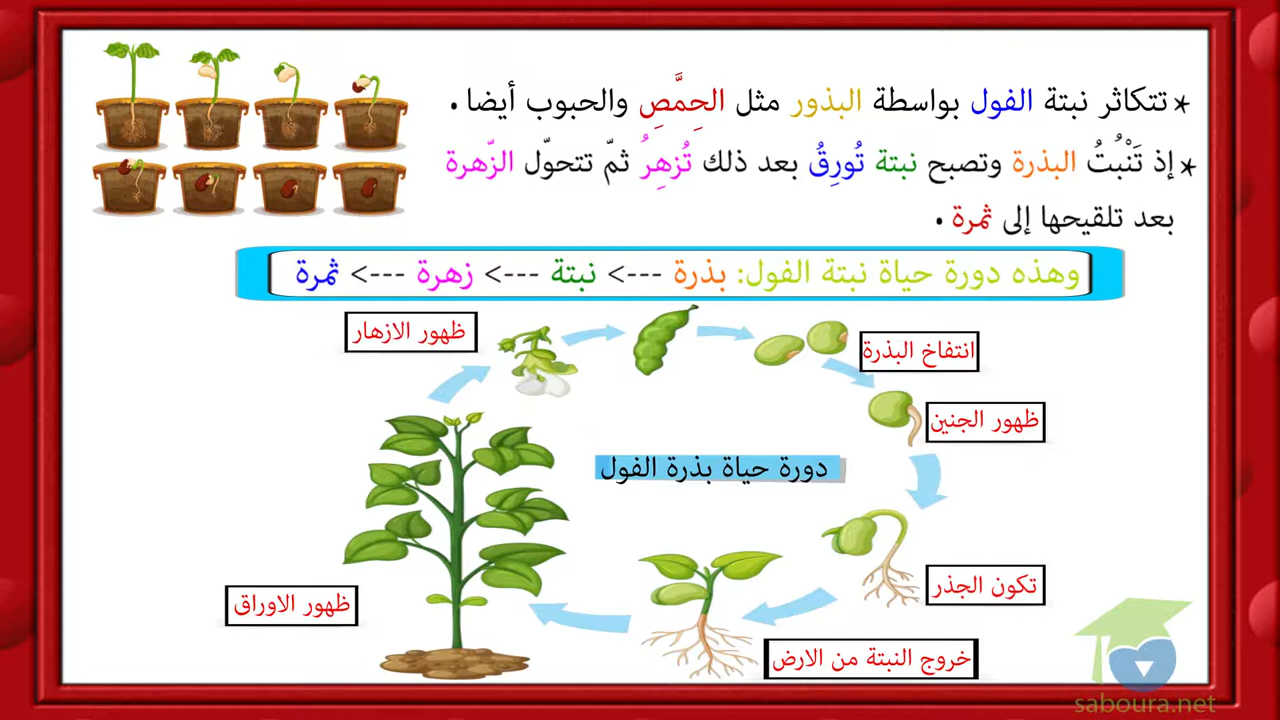 * تتكاثر نبتة الفول بواسطة البذور مثل الحِمَّصِ والحبوب أيضا .
* إذ تَنْبُتُ البذرة وتصبح نبتة تُورِقُ بعد ذلك تُزهِرُ ثمّ تتحوّل الزّهرة
بعد تلقيحها إلى ثمرة .
وهذه دورة حياة نبتة الفول: بذرة ---> نبتة ---> زهرة ---> ثمرة
ظهور الازهار
انتفاخ البذرة
ظهور الجنين
دورة حياة بذرة الفول
تكون الجذر
ظهور الاوراق
خروج النبتة من الارض
saboura.net